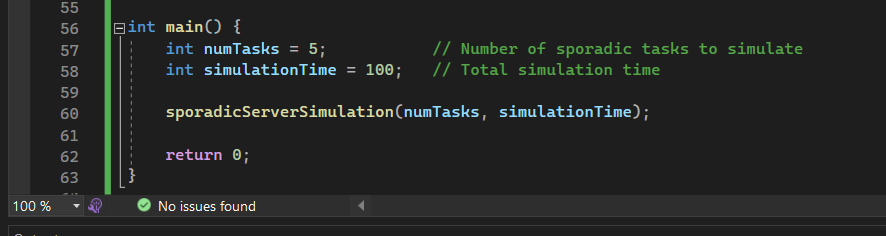 55
56 int main() {
57 int numTasks = 5; // Number of sporadic tasks to simulate
58 int simulationTime = 100; // Total simulation time
59
60 sporadicServerSimulation(numTasks, simulationTime);
61
62 return 0;
63 }
100 % No issues found